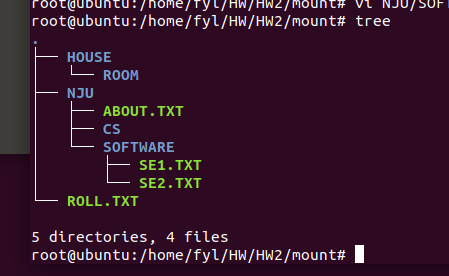 root@ubuntu:/home/fyl/HW/HW2/mount# vi NJU/SOF
root@ubuntu:/home/fyl/HW/HW2/mount# tree
.
├── HOUSE
│   └── ROOM
├── NJU
│   ├── ABOUT.TXT
│   ├── CS
│   └── SOFTWARE
│       ├── SE1.TXT
│       └── SE2.TXT
└── ROLL.TXT
5 directories, 4 files
root@ubuntu:/home/fyl/HW/HW2/mount#